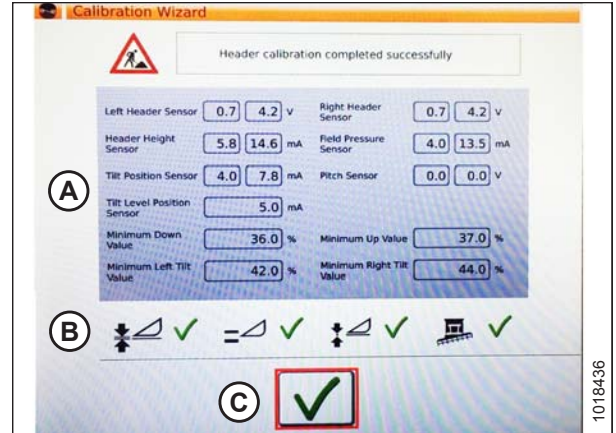 Calibration Wizard
Header calibration completed successfully
Left Header Sensor 0.7 4.2 V Right Header Sensor 0.7 4.2 V
Header Height Sensor 5.8 14.6 mA Field Pressure Sensor 4.0 13.5 mA
Tilt Position Sensor 4.0 7.8 mA Pitch Sensor 0.0 0.0 V
Tilt Level Position Sensor 5.0 mA
Minimum Down Value 36.0 % Minimum Up Value 37.0 %
Minimum Left Tilt Value 42.0 % Minimum Right Tilt Value 44.0 %
A
B
C
1018436